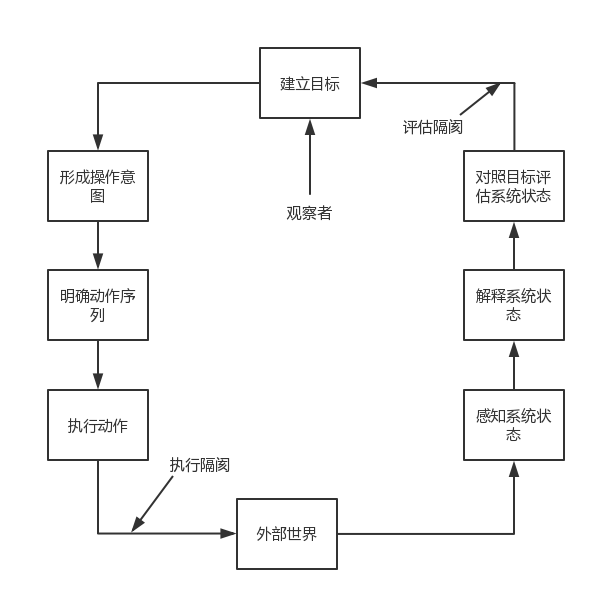 建立目标
评估隔阂
形成操作意
图
对照目标评
估系统状态
观察者
明确动作序
列
解释系统状
态
执行动作
感知系统状
态
执行隔阂
外部世界